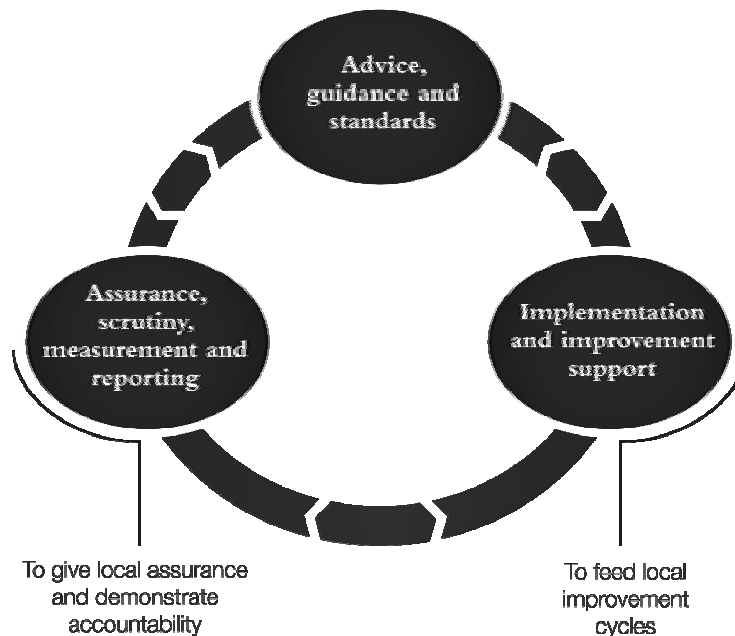 Advice,
guidance and
standards
Assurance,
scrutiny,
measurement and
reporting
Implementation
and improvement
support
To give local assurance
and demonstrate
accountability
To feed local
improvement
cycles